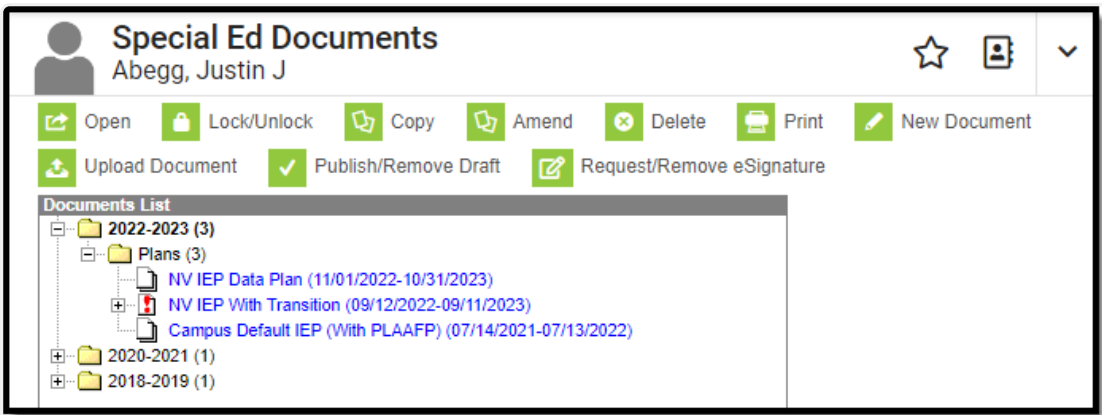 Special Ed Documents
Abegg, Justin J
Open Lock/Unlock Copy Amend Delete Print New Document
Upload Document Publish/Remove Draft Request/Remove eSignature
Documents List
2022-2023 (3)
Plans (3)
NV IEP Data Plan (11/01/2022-10/31/2023)
NV IEP With Transition (09/12/2022-09/11/2023)
Campus Default IEP (With PLAAFP) (07/14/2021-07/13/2022)
2020-2021 (1)
2018-2019 (1)